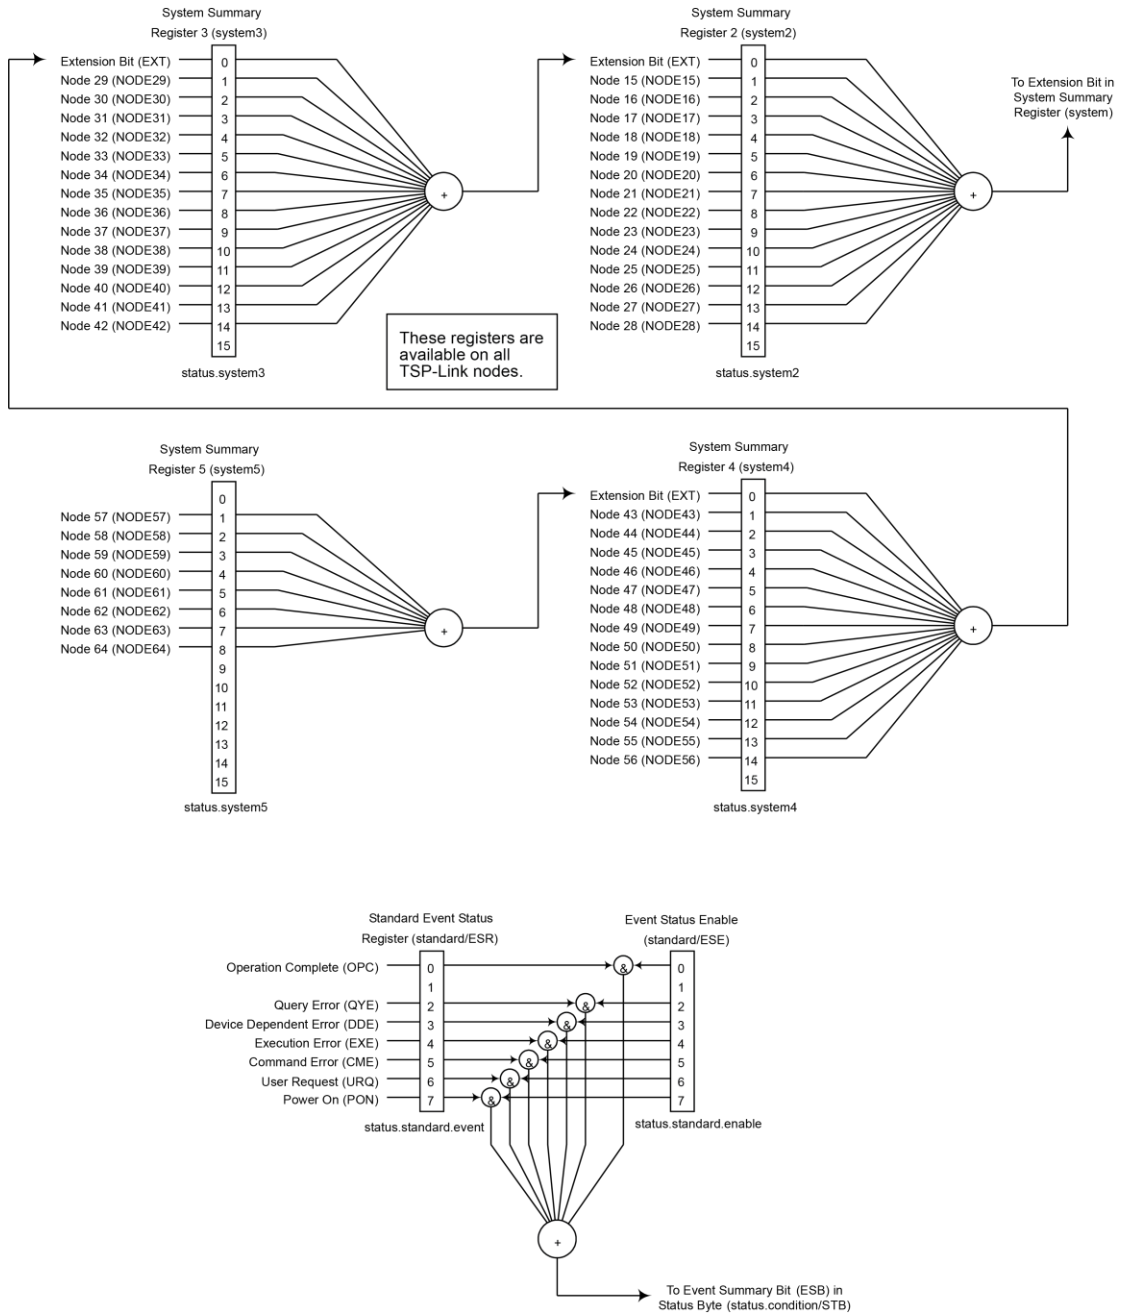 System Summary
Register 3 (system3)
Extension Bit (EXT) 0
Node 29 (NODE29) 1
Node 30 (NODE30) 2
Node 31 (NODE31) 3
Node 32 (NODE32) 4
Node 33 (NODE33) 5
Node 34 (NODE34) 6
Node 35 (NODE35) 7
Node 36 (NODE36) 8
Node 37 (NODE37) 9
Node 38 (NODE38) 10
Node 39 (NODE39) 11
Node 40 (NODE40) 12
Node 41 (NODE41) 13
Node 42 (NODE42) 14
15
+
status.system3
System Summary
Register 2 (system2)
Extension Bit (EXT) 0
Node 15 (NODE15) 1
Node 16 (NODE16) 2
Node 17 (NODE17) 3
Node 18 (NODE18) 4
Node 19 (NODE19) 5
Node 20 (NODE20) 6
Node 21 (NODE21) 7
Node 22 (NODE22) 8
Node 23 (NODE23) 9
Node 24 (NODE24) 10
Node 25 (NODE25) 11
Node 26 (NODE26) 12
Node 27 (NODE27) 13
Node 28 (NODE28) 14
15
+
status.system2
To Extension Bit in
System Summary
Register (system)
These registers are
available on all
TSP-Link nodes.
System Summary
Register 5 (system5)
0
Node 57 (NODE57) 1
Node 58 (NODE58) 2
Node 59 (NODE59) 3
Node 60 (NODE60) 4
Node 61 (NODE61) 5
Node 62 (NODE62) 6
Node 63 (NODE63) 7
Node 64 (NODE64) 8
9
10
11
12
13
14
15
+
status.system5
System Summary
Register 4 (system4)
Extension Bit (EXT) 0
Node 43 (NODE43) 1
Node 44 (NODE44) 2
Node 45 (NODE45) 3
Node 46 (NODE46) 4
Node 47 (NODE47) 5
Node 48 (NODE48) 6
Node 49 (NODE49) 7
Node 50 (NODE50) 8
Node 51 (NODE51) 9
Node 52 (NODE52) 10
Node 53 (NODE53) 11
Node 54 (NODE54) 12
Node 55 (NODE55) 13
Node 56 (NODE56) 14
15
+
status.system4
Standard Event Status
Register (standard/ESR)
Event Status Enable
(standard/ESE)
Operation Complete (OPC) 0 & 0
1 1
Query Error (QYE) 2 & 2
Device Dependent Error (DDE) 3 & 3
Execution Error (EXE) 4 & 4
Command Error (CME) 5 & 5
User Request (URQ) 6 & 6
Power On (PON) 7 & 7
status.standard.event
status.standard.enable
+
To Event Summary Bit (ESB) in
Status Byte (status.condition/STB)